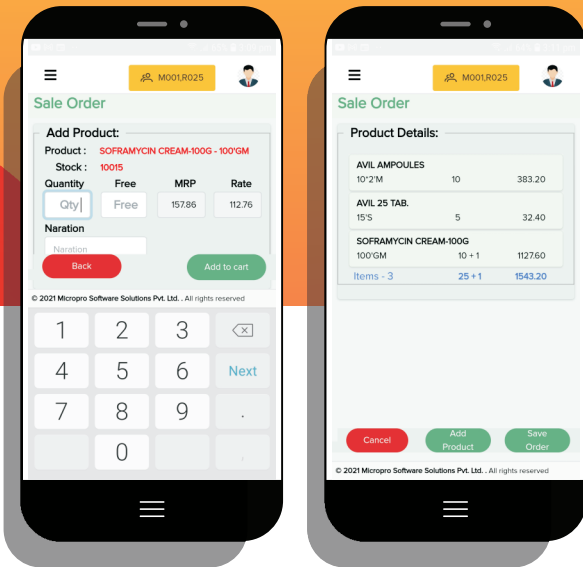 M001,R025
Sale Order
Add Product:
Product : SOFRAMYCIN CREAM-100G - 100'GM
Stock : 10015
Quantity Free MRP Rate
Qty Free 157.86 112.76
Naration
Naration
Back Add to cart
© 2021 Micropro Software Solutions Pvt. Ltd. . All rights reserved
1 2 3
4 5 6 Next
7 8 9 .
0 ,
M001,R025
Sale Order
Product Details:
AVIL AMPOULES
10*2'M 10 383.20
AVIL 25 TAB.
15'S 5 32.40
SOFRAMYCIN CREAM-100G
100'GM 10 + 1 1127.60
Items - 3 25 + 1 1543.20
Cancel Add Product Save Order
© 2021 Micropro Software Solutions Pvt. Ltd. . All rights reserved